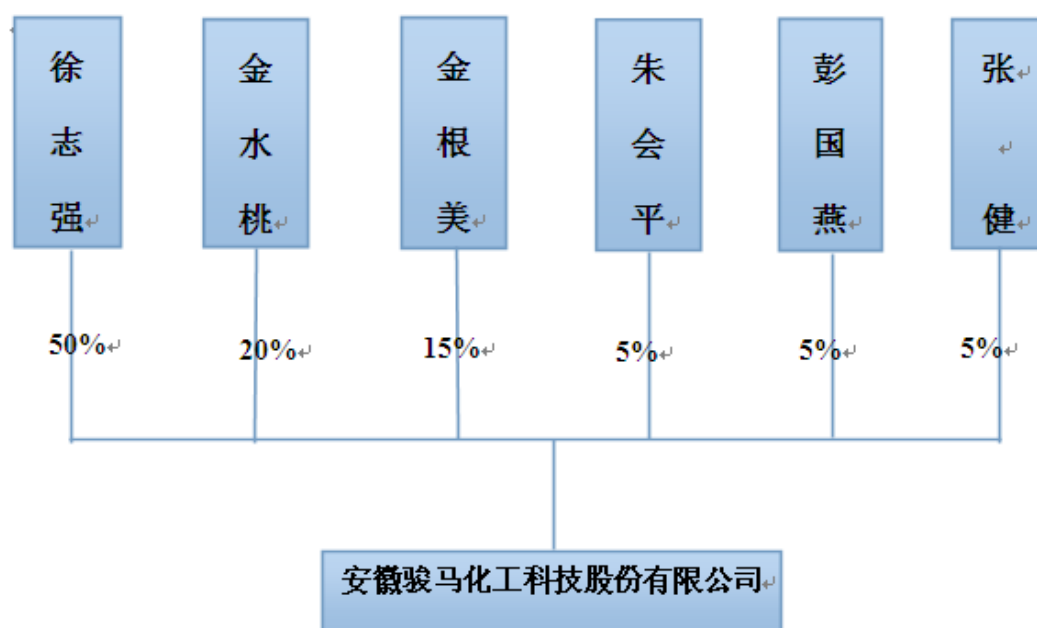 徐志强
金水桃
金根美
朱会平
彭国燕
张健
50%
20%
15%
5%
5%
5%
安徽骏马化工科技股份有限公司